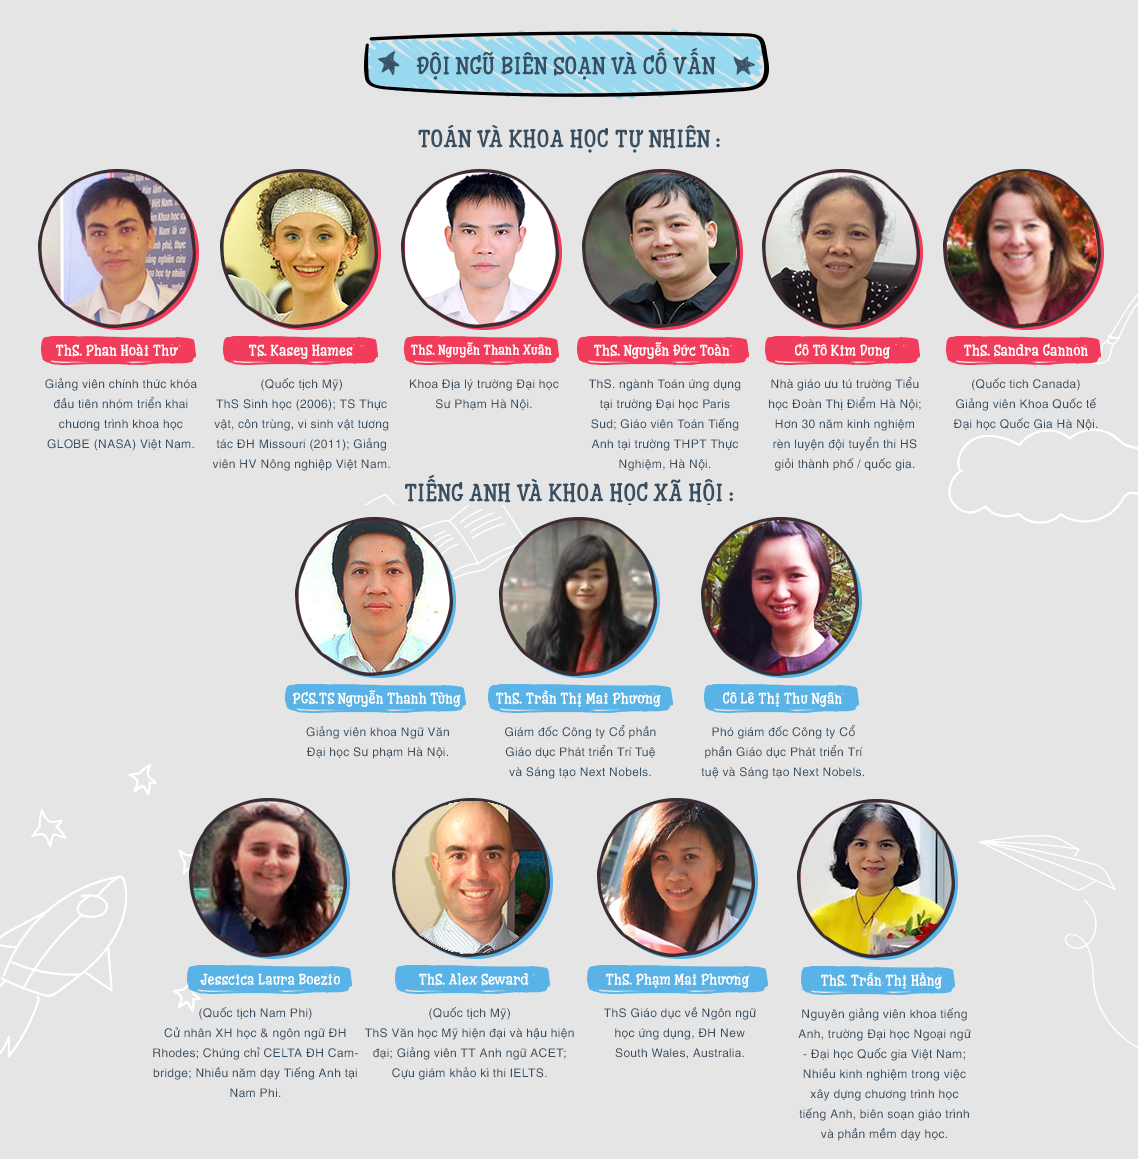 ĐỘI NGŨ BIÊN SOẠN VÀ CỐ VẤN
TOÁN VÀ KHOA HỌC TỰ NHIÊN :
ThS. Phan Hoài Thư
Giảng viên chính thức khóa
đầu tiên nhóm triển khai
chương trình khoa học
GLOBE (NASA) Việt Nam.
TS. Kasey Hames
(Quốc tịch Mỹ)
ThS Sinh học (2006); TS Thực
vật, côn trùng, vi sinh vật tương
tác ĐH Missouri (2011); Giảng
viên HV Nông nghiệp Việt Nam.
ThS. Nguyễn Thanh Xuân
Khoa Địa lý trường Đại học
Sư Phạm Hà Nội.
ThS. Nguyễn Đức Toàn
ThS. ngành Toán ứng dụng
tại trường Đại học Paris
Sud; Giáo viên Toán Tiếng
Anh tại trường THPT Thực
Nghiệm, Hà Nội.
Cô Tô Kim Dung
Nhà giáo ưu tú trường Tiểu
học Đoàn Thị Điểm Hà Nội;
Hơn 30 năm kinh nghiệm
rèn luyện đội tuyển thi HS
giỏi thành phố / quốc gia.
ThS. Sandra Gannon
(Quốc tich Canada)
Giảng viên Khoa Quốc tế
Đại học Quốc Gia Hà Nội.
TIẾNG ANH VÀ KHOA HỌC XÃ HỘI :
PGS.TS Nguyễn Thanh Tùng
Giảng viên khoa Ngữ Văn
Đại học Sư phạm Hà Nội.
ThS. Trần Thị Mai Phương
Giám đốc Công ty Cổ phần
Giáo dục Phát triển Trí Tuệ
và Sáng tạo Next Nobels.
Cô Lê Thị Thu Ngân
Phó giám đốc Công ty Cổ
phần Giáo dục Phát triển Trí
tuệ và Sáng tạo Next Nobels.
Jesscica Laura Boezio
(Quốc tịch Nam Phi)
Cử nhân XH học & ngôn ngữ ĐH
Rhodes; Chứng chỉ CELTA ĐH Cam-
bridge; Nhiều năm dạy Tiếng Anh tại
Nam Phi.
ThS. Alex Seward
(Quốc tịch Mỹ)
ThS Văn học Mỹ hiện đại và hậu hiện
đại; Giảng viên TT Anh ngữ ACET;
Cựu giám khảo kì thi IELTS.
ThS. Phạm Mai Phương
ThS Giáo dục về Ngôn ngữ
học ứng dụng, ĐH New
South Wales, Australia.
ThS. Trần Thị Hằng
Nguyên giảng viên khoa tiếng
Anh, trường Đại học Ngoại ngữ
- Đại học Quốc gia Việt Nam;
Nhiều kinh nghiệm trong việc
xây dựng chương trình học
tiếng Anh, biên soạn giáo trình
và phần mềm dạy học.